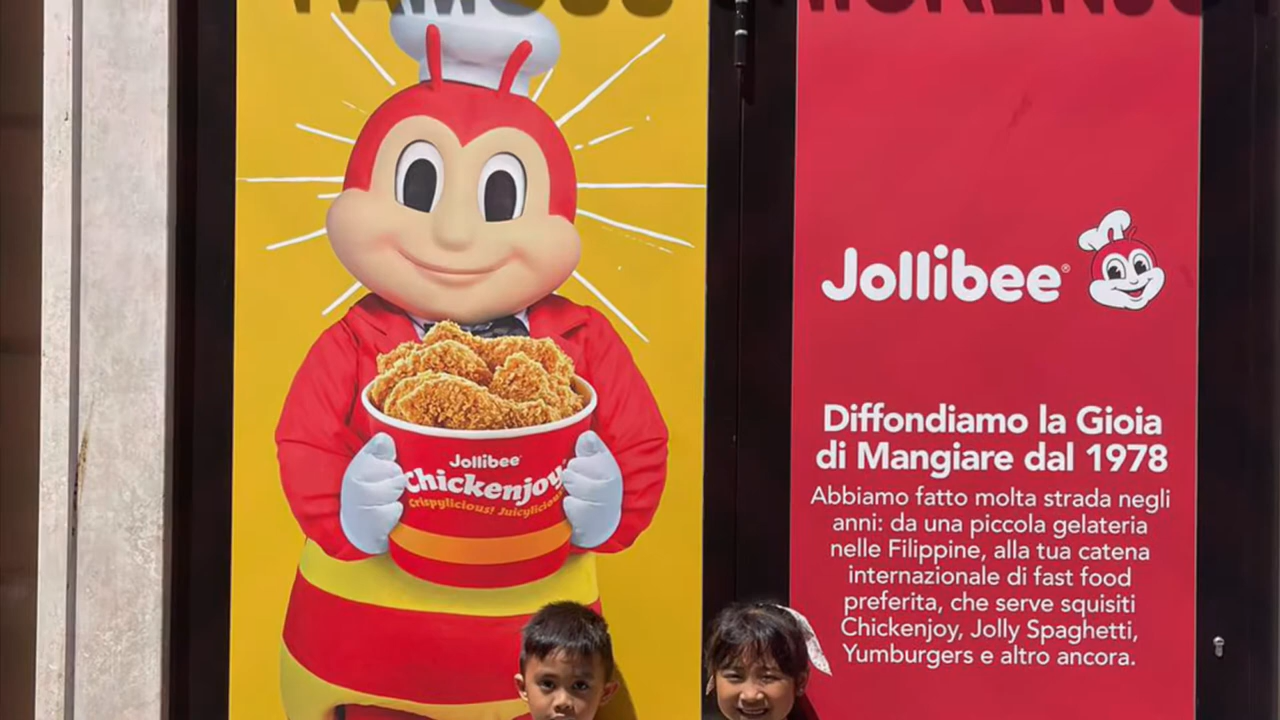 FAMOUS CHICKENJOY
Jollibee
Chickenjoy
Crispylicious! Juicylicious!
Jollibee®
Diffondiamo la Gioia
di Mangiare dal 1978
Abbiamo fatto molta strada negli
anni: da una piccola gelateria
nelle Filippine, alla tua catena
internazionale di fast food
preferita, che serve squisiti
Chickenjoy, Jolly Spaghetti,
Yumburgers e altro ancora.